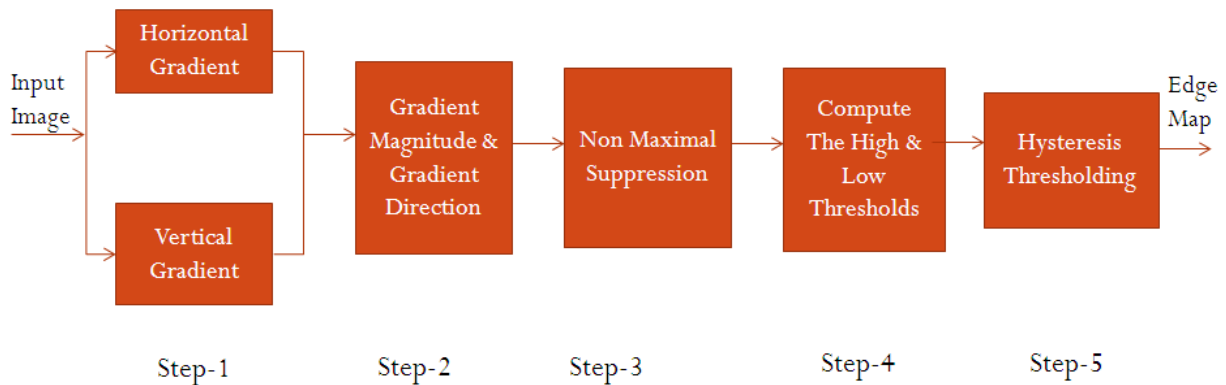 Input
Image
Horizontal
Gradient
Vertical
Gradient
Gradient
Magnitude &
Gradient
Direction
Non Maximal
Suppression
Compute
The High &
Low
Thresholds
Hysteresis
Thresholding
Edge
Map
Step-1
Step-2
Step-3
Step-4
Step-5